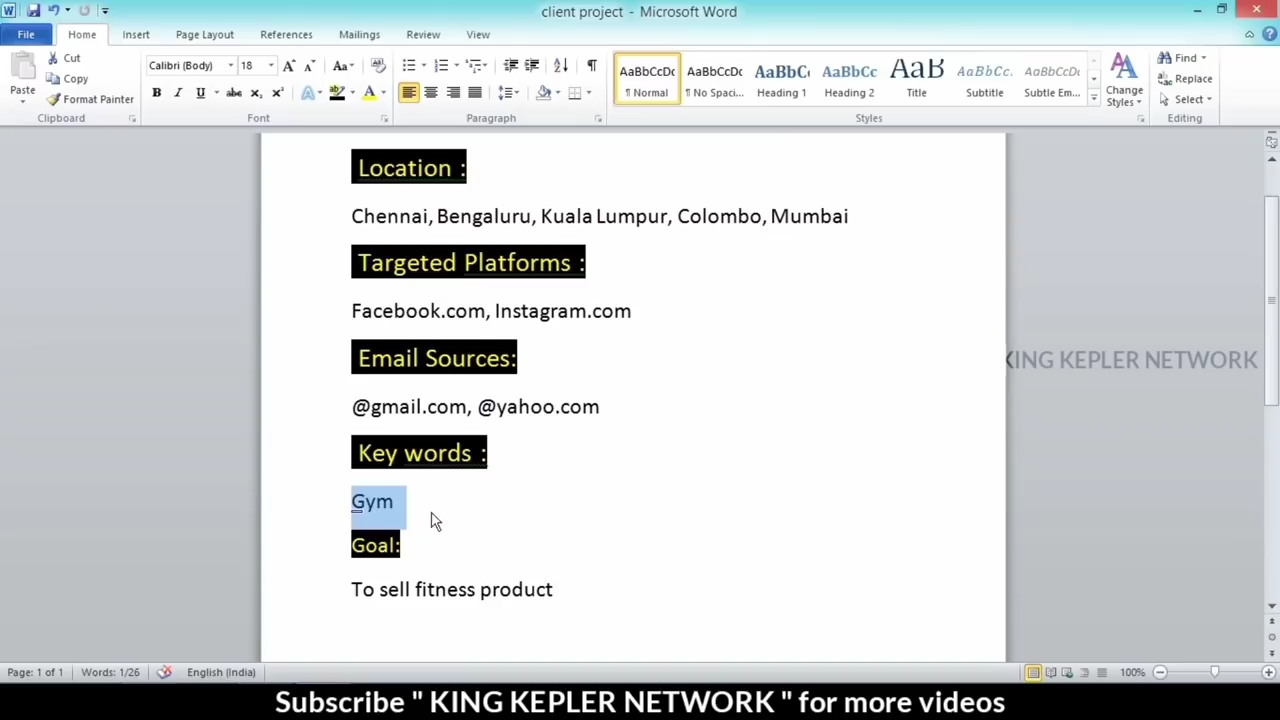 client project - Microsoft Word
File Home Insert Page Layout References Mailings Review View
Paste
Cut
Copy
Format Painter
Clipboard
Calibri (Body) 18
Font
Paragraph
AaBbCcDc AaBbCcDc AaBbCc AaBbCc AaB AaBbCc. AaBbCcDc
¶ Normal ¶ No Spaci... Heading 1 Heading 2 Title Subtitle Subtle Em...
Change Styles
Styles
Find
Replace
Select
Editing
Location :
Chennai, Bengaluru, Kuala Lumpur, Colombo, Mumbai
Targeted Platforms :
Facebook.com, Instagram.com
Email Sources:
@gmail.com, @yahoo.com
Key words :
Gym
Goal:
To sell fitness product
KING KEPLER NETWORK
Page: 1 of 1 Words: 1/26 English (India) 100%
Subscribe " KING KEPLER NETWORK " for more videos